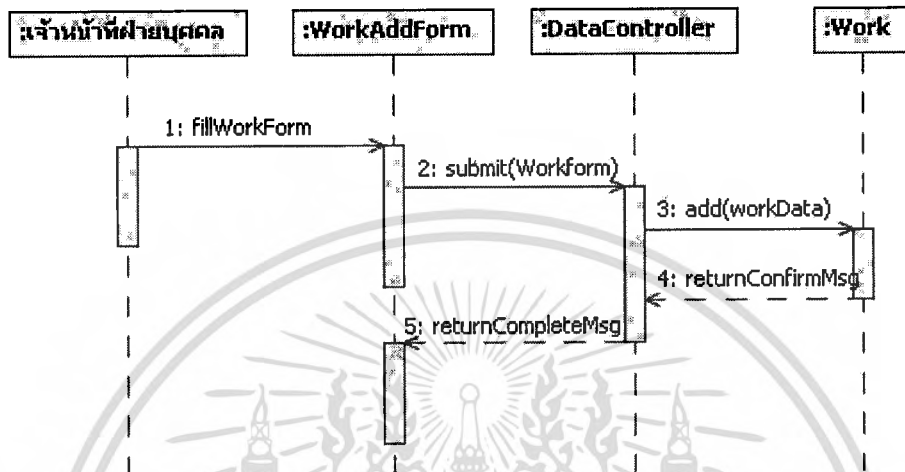 :เจ้าหน้าที่ฝ่ายบุคคล
:WorkAddForm
:DataController
:Work
1: fillWorkForm
2: submit(Workform)
3: add(workData)
4: returnConfirmMsg
5: returnCompleteMsg